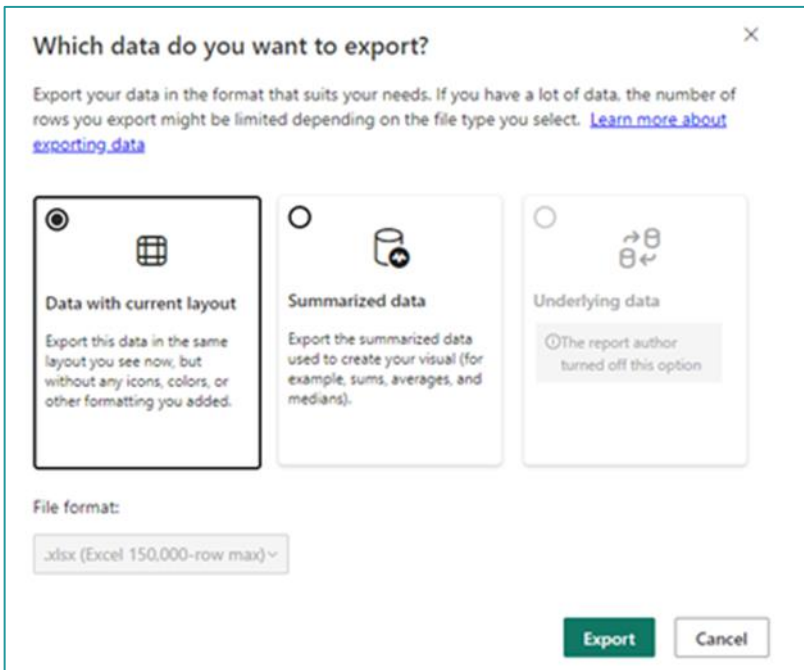 Which data do you want to export?
Export your data in the format that suits your needs. If you have a lot of data, the number of
rows you export might be limited depending on the file type you select. Learn more about
exporting data
Data with current layout
Export this data in the same
layout you see now, but
without any icons, colors, or
other formatting you added.
Summarized data
Export the summarized data
used to create your visual (for
example, sums, averages, and
medians).
Underlying data
The report author
turned off this option
File format:
.xlsx (Excel 150,000-row max)
Export
Cancel